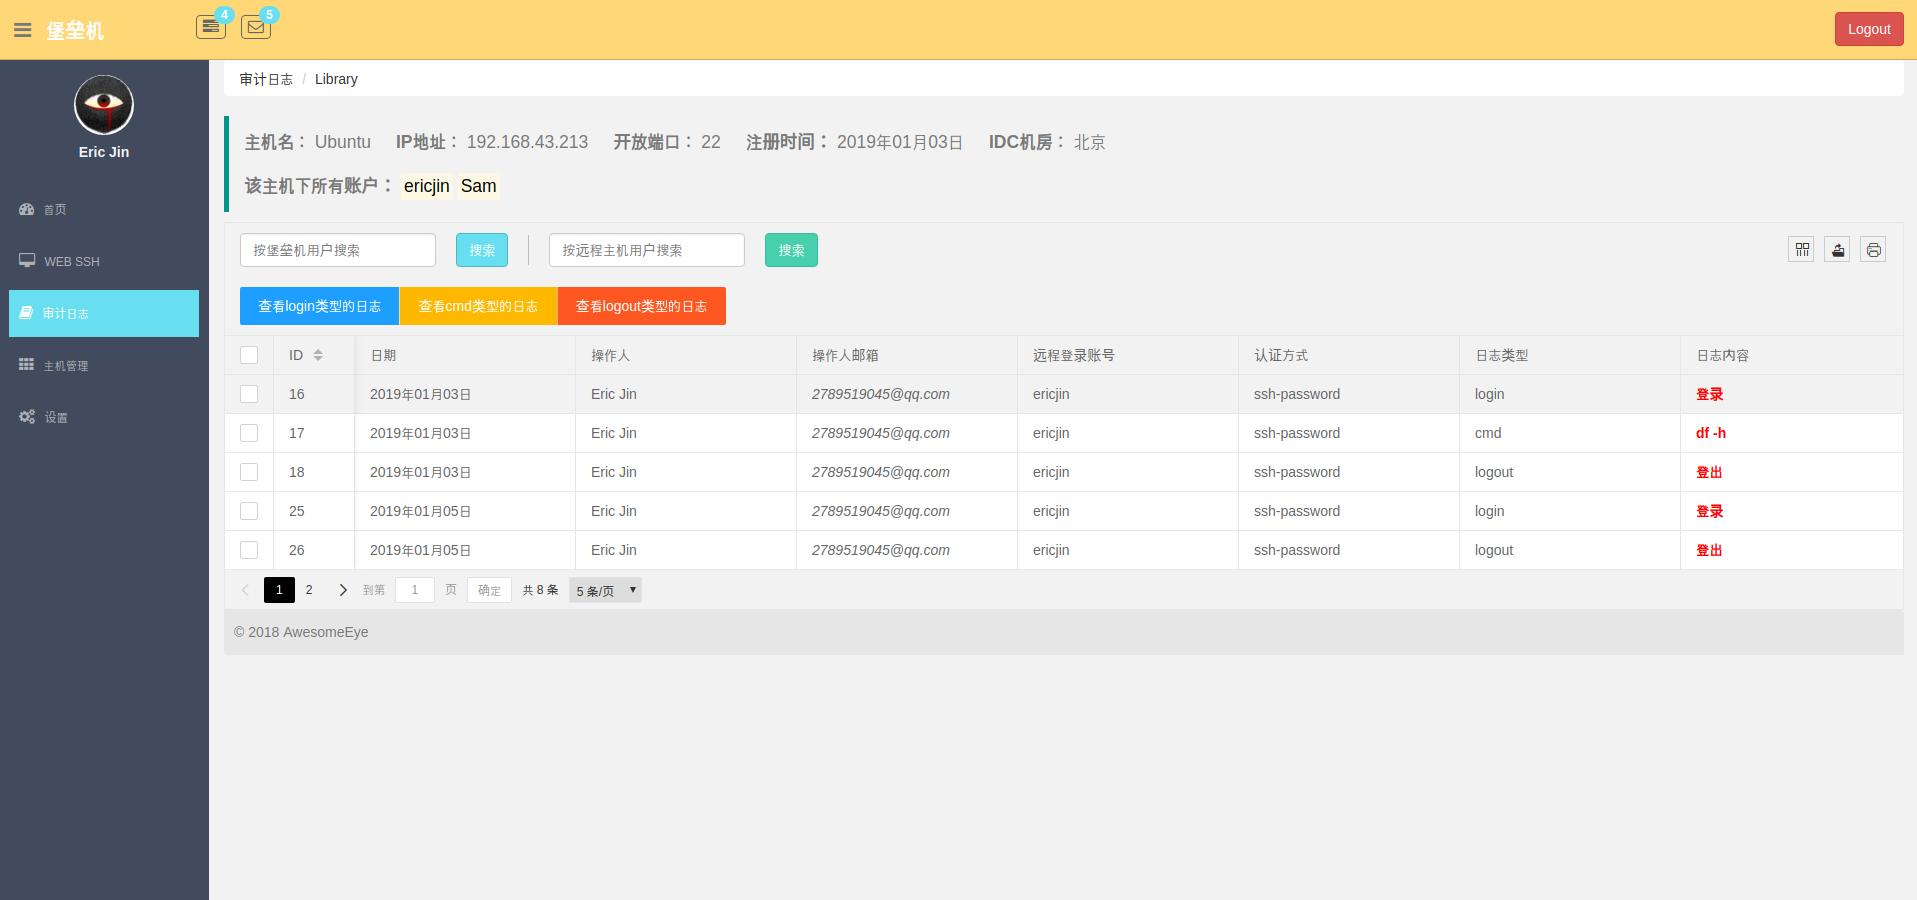 堡垒机
4
5
Logout
Eric Jin
首页
WEB SSH
审计日志
主机管理
设置
审计日志 / Library
主机名： Ubuntu IP地址： 192.168.43.213 开放端口： 22 注册时间： 2019年01月03日 IDC机房： 北京
该主机下所有账户： ericjin Sam
按堡垒机用户搜索 搜索 按远程主机用户搜索 搜索
查看login类型的日志 查看cmd类型的日志 查看logout类型的日志
ID 日期 操作人 操作人邮箱 远程登录账号 认证方式 日志类型 日志内容
16 2019年01月03日 Eric Jin 2789519045@qq.com ericjin ssh-password login 登录
17 2019年01月03日 Eric Jin 2789519045@qq.com ericjin ssh-password cmd df -h
18 2019年01月03日 Eric Jin 2789519045@qq.com ericjin ssh-password logout 登出
25 2019年01月05日 Eric Jin 2789519045@qq.com ericjin ssh-password login 登录
26 2019年01月05日 Eric Jin 2789519045@qq.com ericjin ssh-password logout 登出
1 2 到第 1 页 确定 共 8 条 5 条/页
© 2018 AwesomeEye